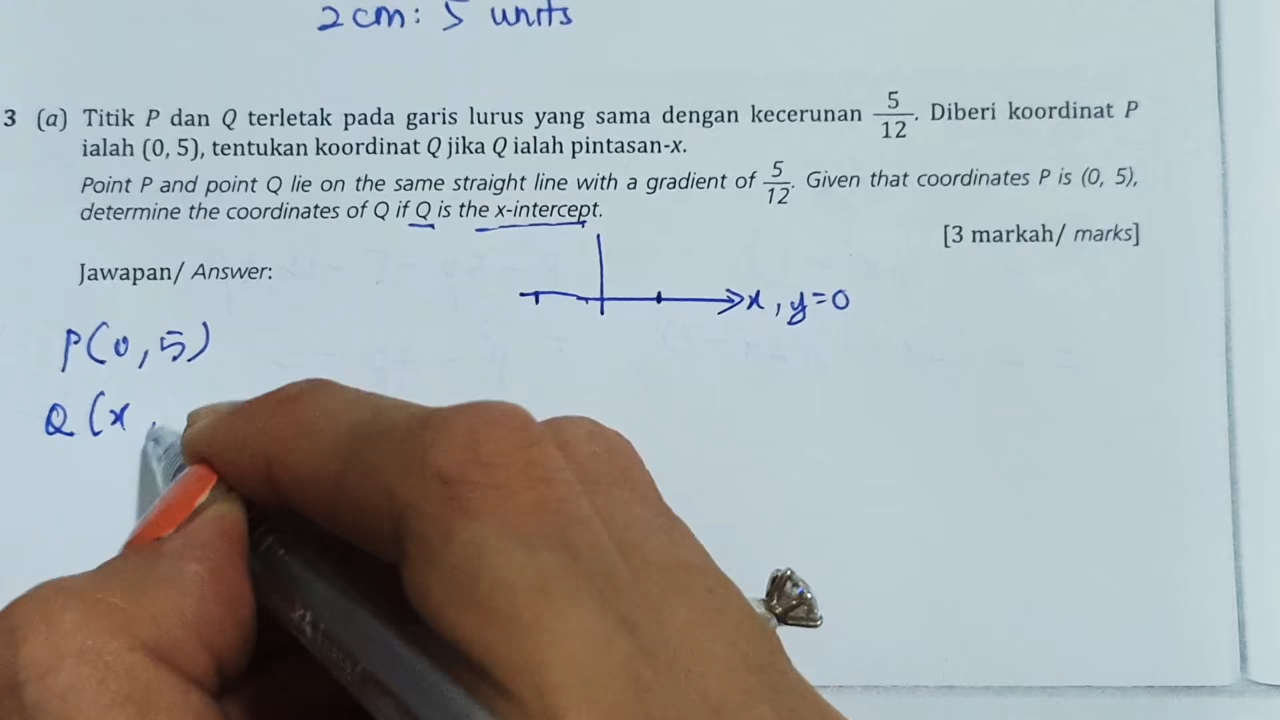 2 cm : 5 units
3 (a) Titik P dan Q terletak pada garis lurus yang sama dengan kecerunan 5/12. Diberi koordinat P
ialah (0, 5), tentukan koordinat Q jika Q ialah pintasan-x.
Point P and point Q lie on the same straight line with a gradient of 5/12. Given that coordinates P is (0, 5),
determine the coordinates of Q if Q is the x-intercept.
[3 markah/ marks]
Jawapan/ Answer:
x, y=0
P(0, 5)
Q (x ,